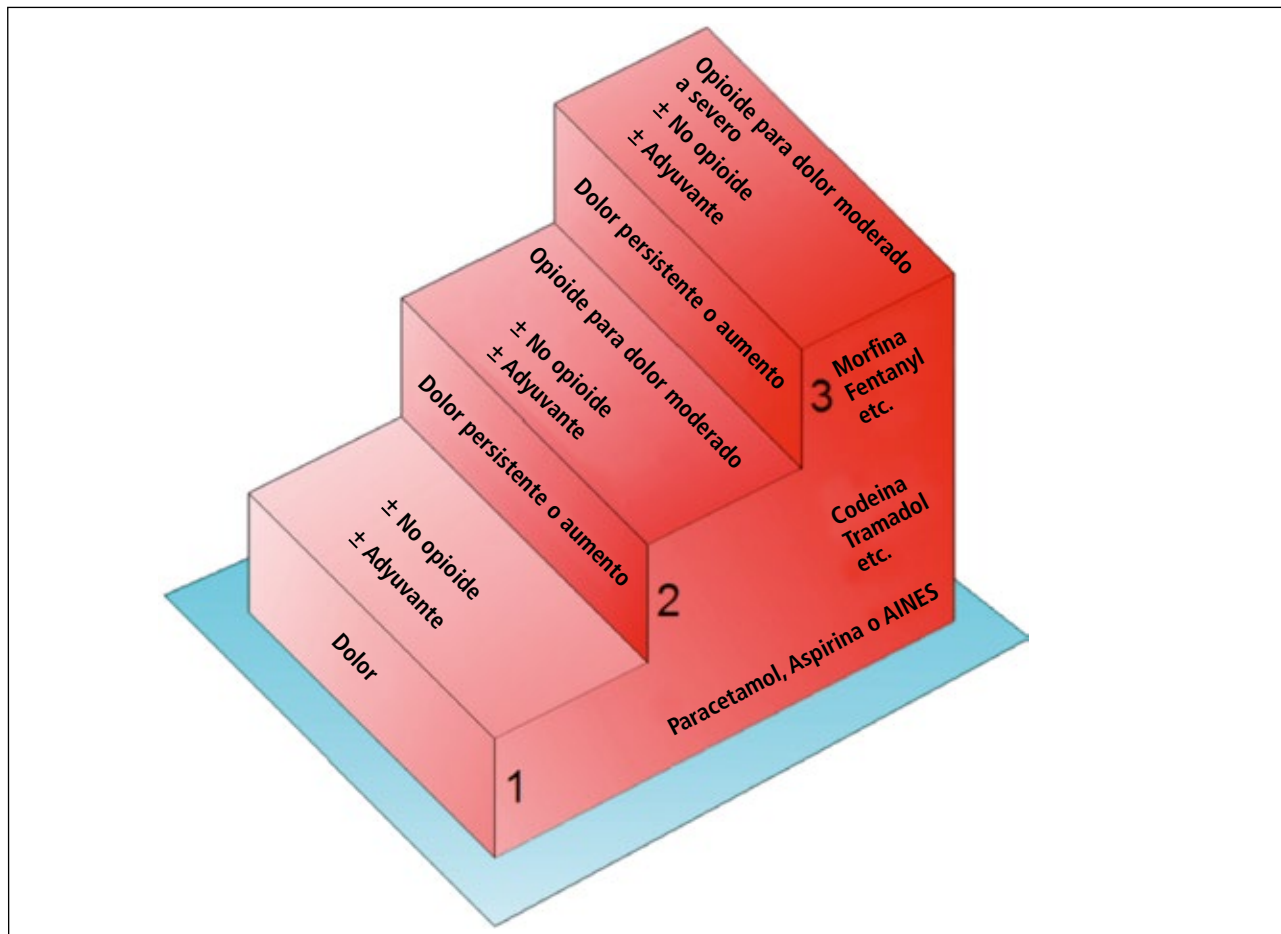 Opioide para dolor moderado
a severo
± No opioide
± Adyuvante
Dolor persistente o aumento
Opioide para dolor moderado
± No opioide
± Adyuvante
Dolor persistente o aumento
± No opioide
± Adyuvante
Dolor
3
Morfina
Fentanyl
etc.
Codeina
Tramadol
etc.
2
Paracetamol, Aspirina o AINES
1